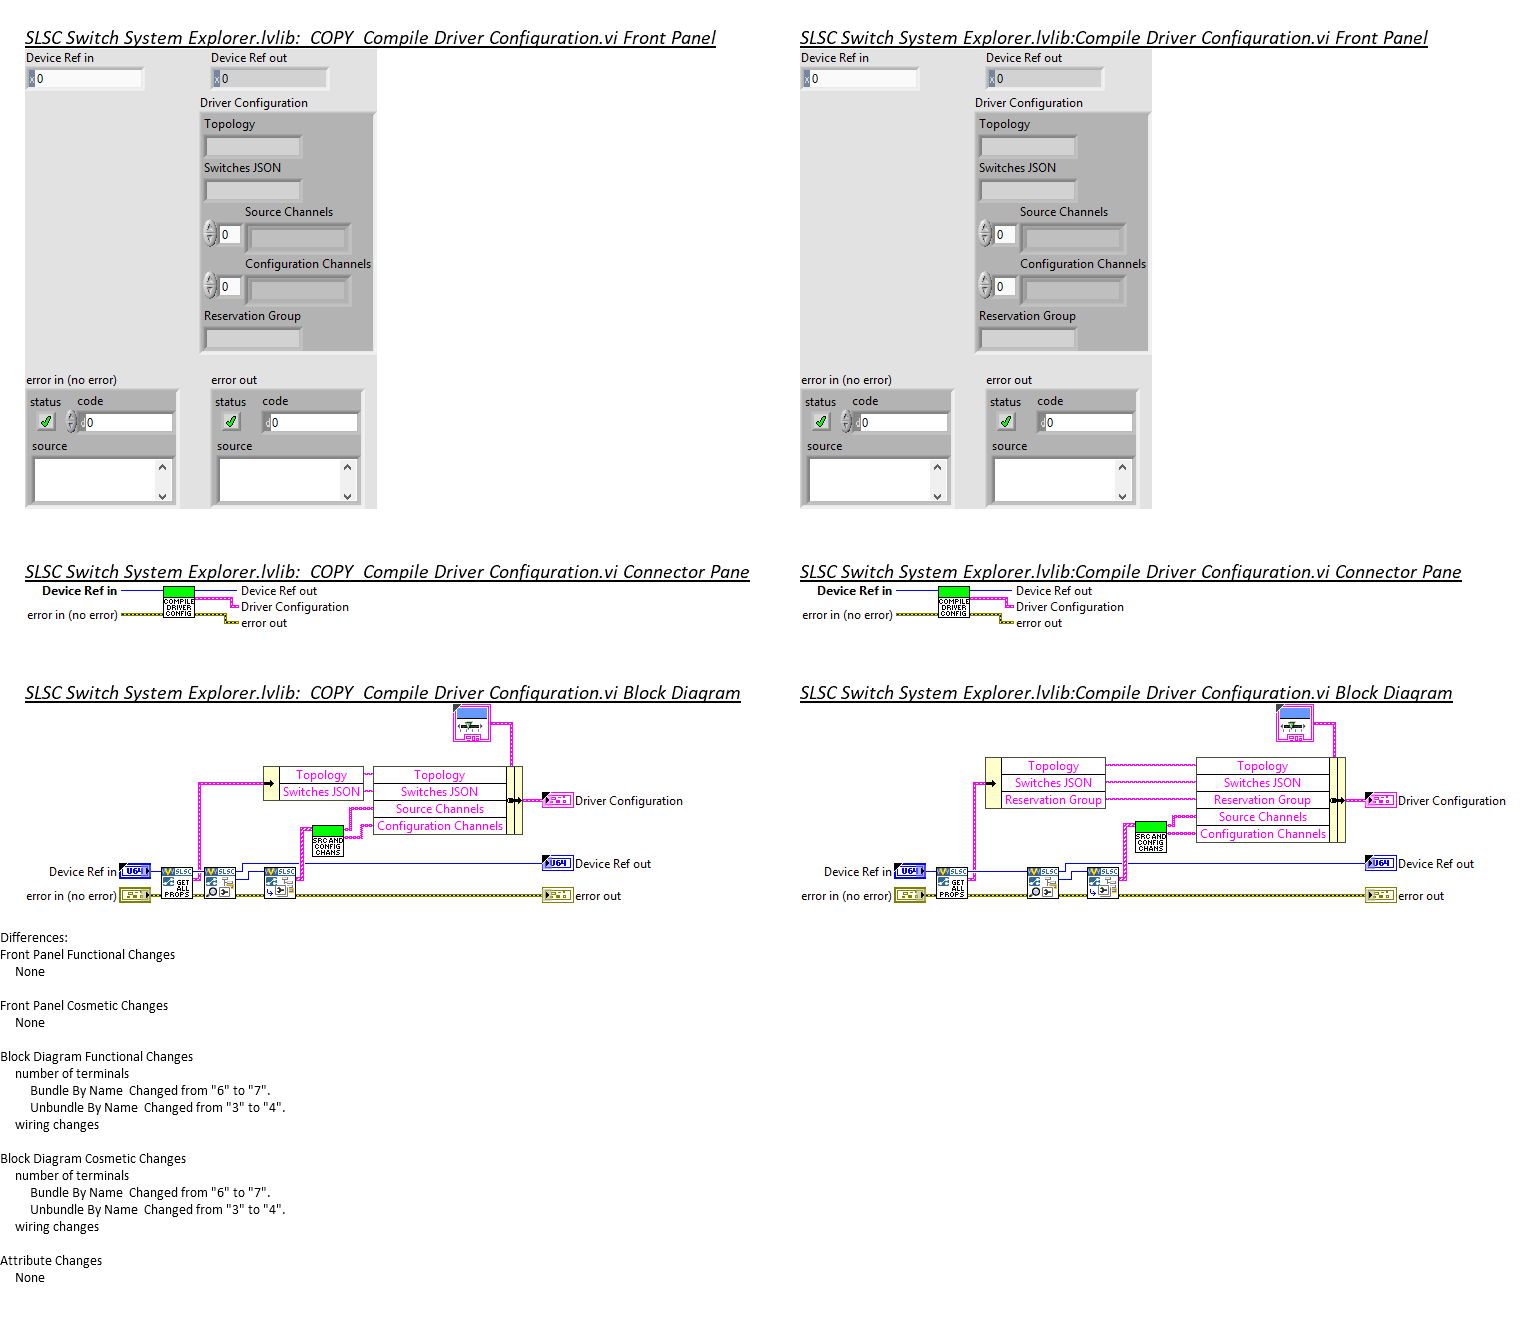 SLSC Switch System Explorer.lvlib:  COPY  Compile Driver Configuration.vi Front Panel
Device Ref in
Device Ref out
x 0
x 0
Driver Configuration
Topology
Switches JSON
Source Channels
0
Configuration Channels
0
Reservation Group
error in (no error)
error out
status
code
d 0
source
status
code
d 0
source
SLSC Switch System Explorer.lvlib:Compile Driver Configuration.vi Front Panel
Device Ref in
Device Ref out
x 0
x 0
Driver Configuration
Topology
Switches JSON
Source Channels
0
Configuration Channels
0
Reservation Group
error in (no error)
error out
status
code
d 0
source
status
code
d 0
source
SLSC Switch System Explorer.lvlib:  COPY  Compile Driver Configuration.vi Connector Pane
Device Ref in
error in (no error)
COMPILE
DRIVER
CONFIG
Device Ref out
Driver Configuration
error out
SLSC Switch System Explorer.lvlib:Compile Driver Configuration.vi Connector Pane
Device Ref in
error in (no error)
COMPILE
DRIVER
CONFIG
Device Ref out
Driver Configuration
error out
SLSC Switch System Explorer.lvlib:  COPY  Compile Driver Configuration.vi Block Diagram
Topology
Switches JSON
Topology
Switches JSON
Source Channels
Configuration Channels
Driver Configuration
SRC AND
CONFIG
CHANS
Device Ref in
U64
SLSC
GET
ALL
PROPS
SLSC
SLSC
U64
Device Ref out
error in (no error)
error out
SLSC Switch System Explorer.lvlib:Compile Driver Configuration.vi Block Diagram
Topology
Switches JSON
Reservation Group
Topology
Switches JSON
Reservation Group
Source Channels
Configuration Channels
Driver Configuration
SRC AND
CONFIG
CHANS
Device Ref in
U64
SLSC
GET
ALL
PROPS
SLSC
SLSC
U64
Device Ref out
error in (no error)
error out
Differences:
Front Panel Functional Changes
None
Front Panel Cosmetic Changes
None
Block Diagram Functional Changes
number of terminals
Bundle By Name  Changed from "6" to "7".
Unbundle By Name  Changed from "3" to "4".
wiring changes
Block Diagram Cosmetic Changes
number of terminals
Bundle By Name  Changed from "6" to "7".
Unbundle By Name  Changed from "3" to "4".
wiring changes
Attribute Changes
None